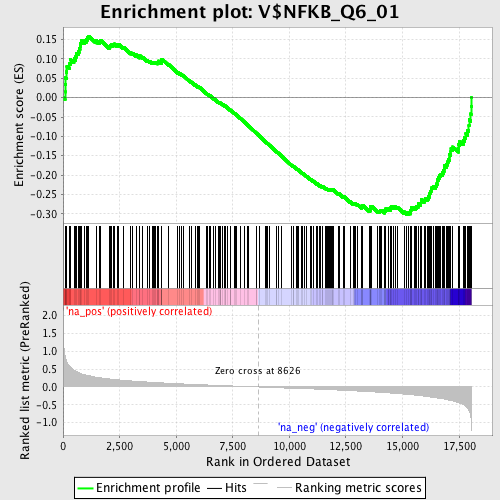 Enrichment plot: V$NFKB_Q6_01
Enrichment score (ES)
0.15
0.10
0.05
0.00
-0.05
-0.10
-0.15
-0.20
-0.25
-0.30
'na_pos' (positively correlated)
Ranked list metric (PreRanked)
2.0
1.5
1.0
0.5
0.0
-0.5
-1.0
Zero cross at 8626
'na_neg' (negatively correlated)
0
2,500
5,000
7,500
10,000
12,500
15,000
17,500
Rank in Ordered Dataset
Enrichment profile
Hits
Ranking metric scores